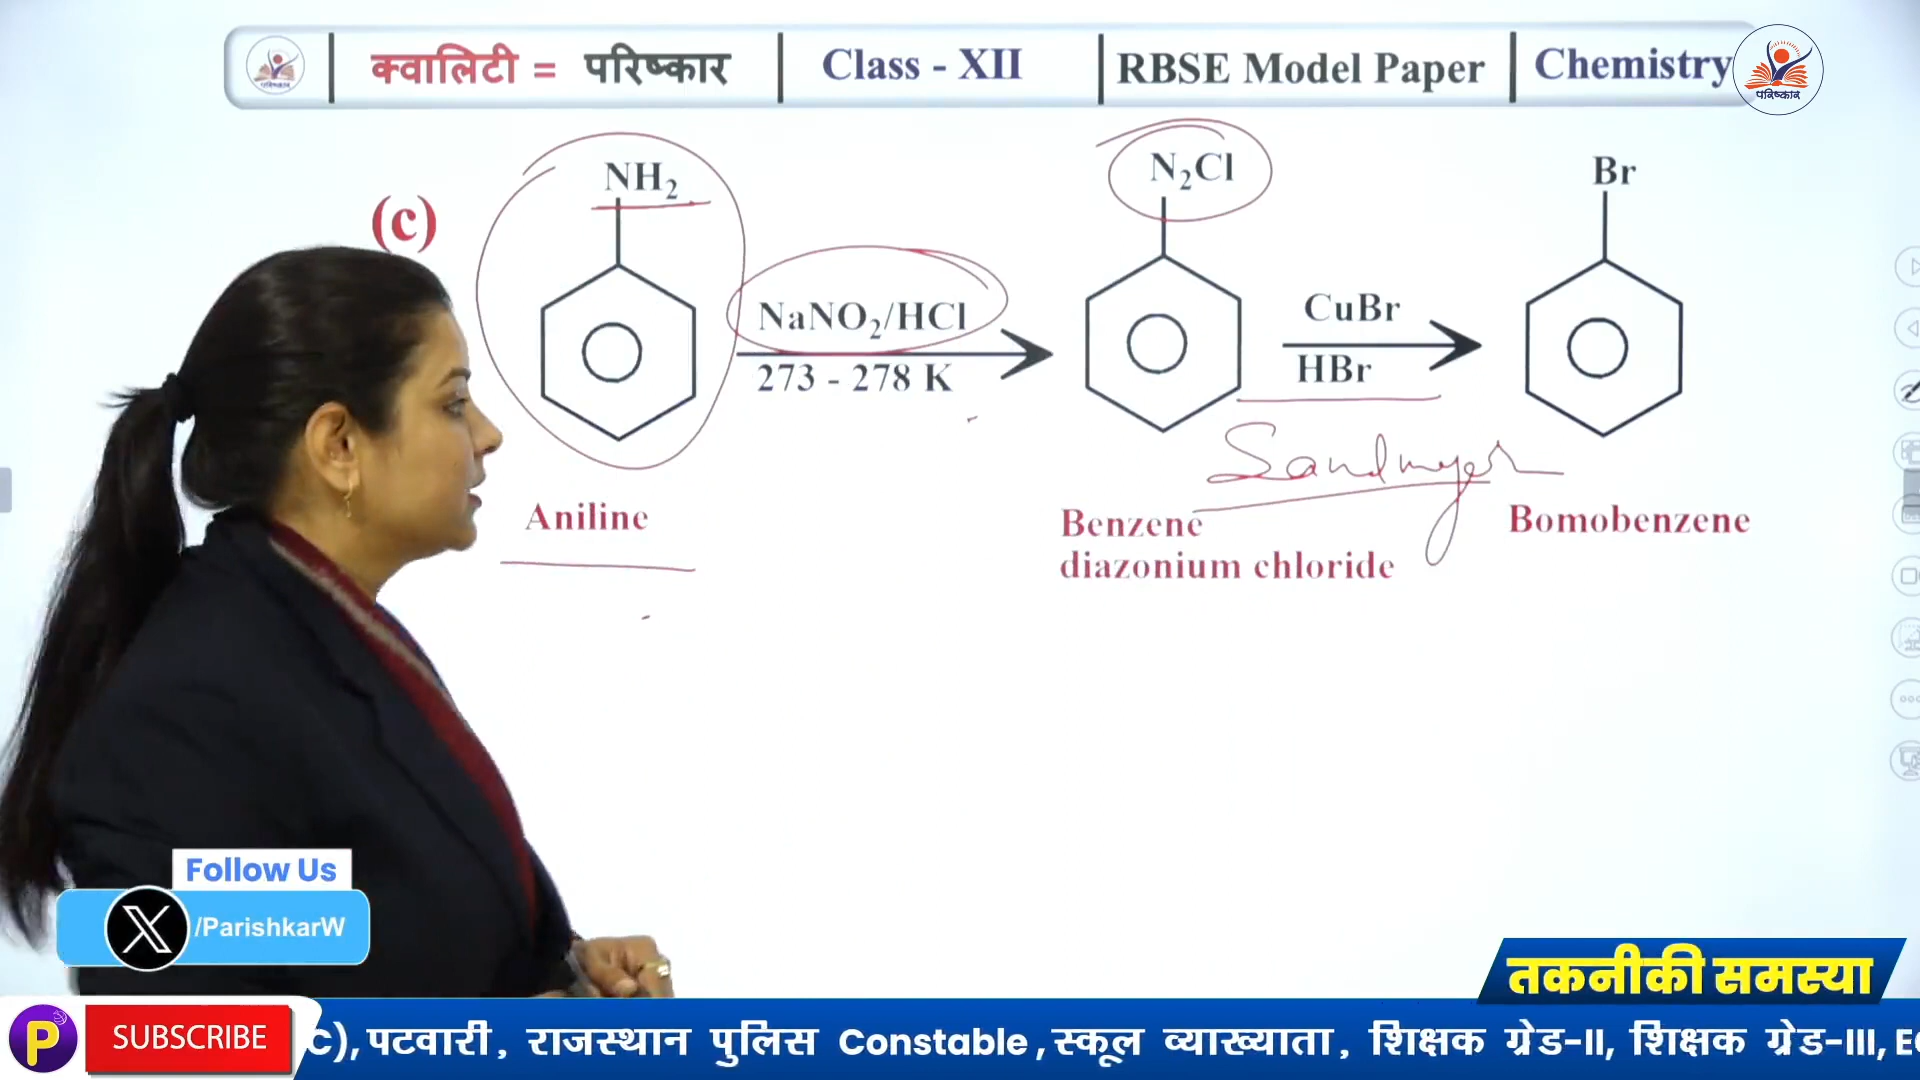 क्वालिटी = परिष्कार
Class - XII
RBSE Model Paper
Chemistry
परिष्कार
परिष्कार
(c)
NH2
NaNO2/HCl
273 - 278 K
N2Cl
CuBr
HBr
Br
Sandmeyer
Aniline
Benzene
diazonium chloride
Bomobenzene
Follow Us
X /ParishkarW
तकनीकी समस्या
P SUBSCRIBE
C), पटवारी, राजस्थान पुलिस Constable, स्कूल व्याख्याता, शिक्षक ग्रेड-II, शिक्षक ग्रेड-III,